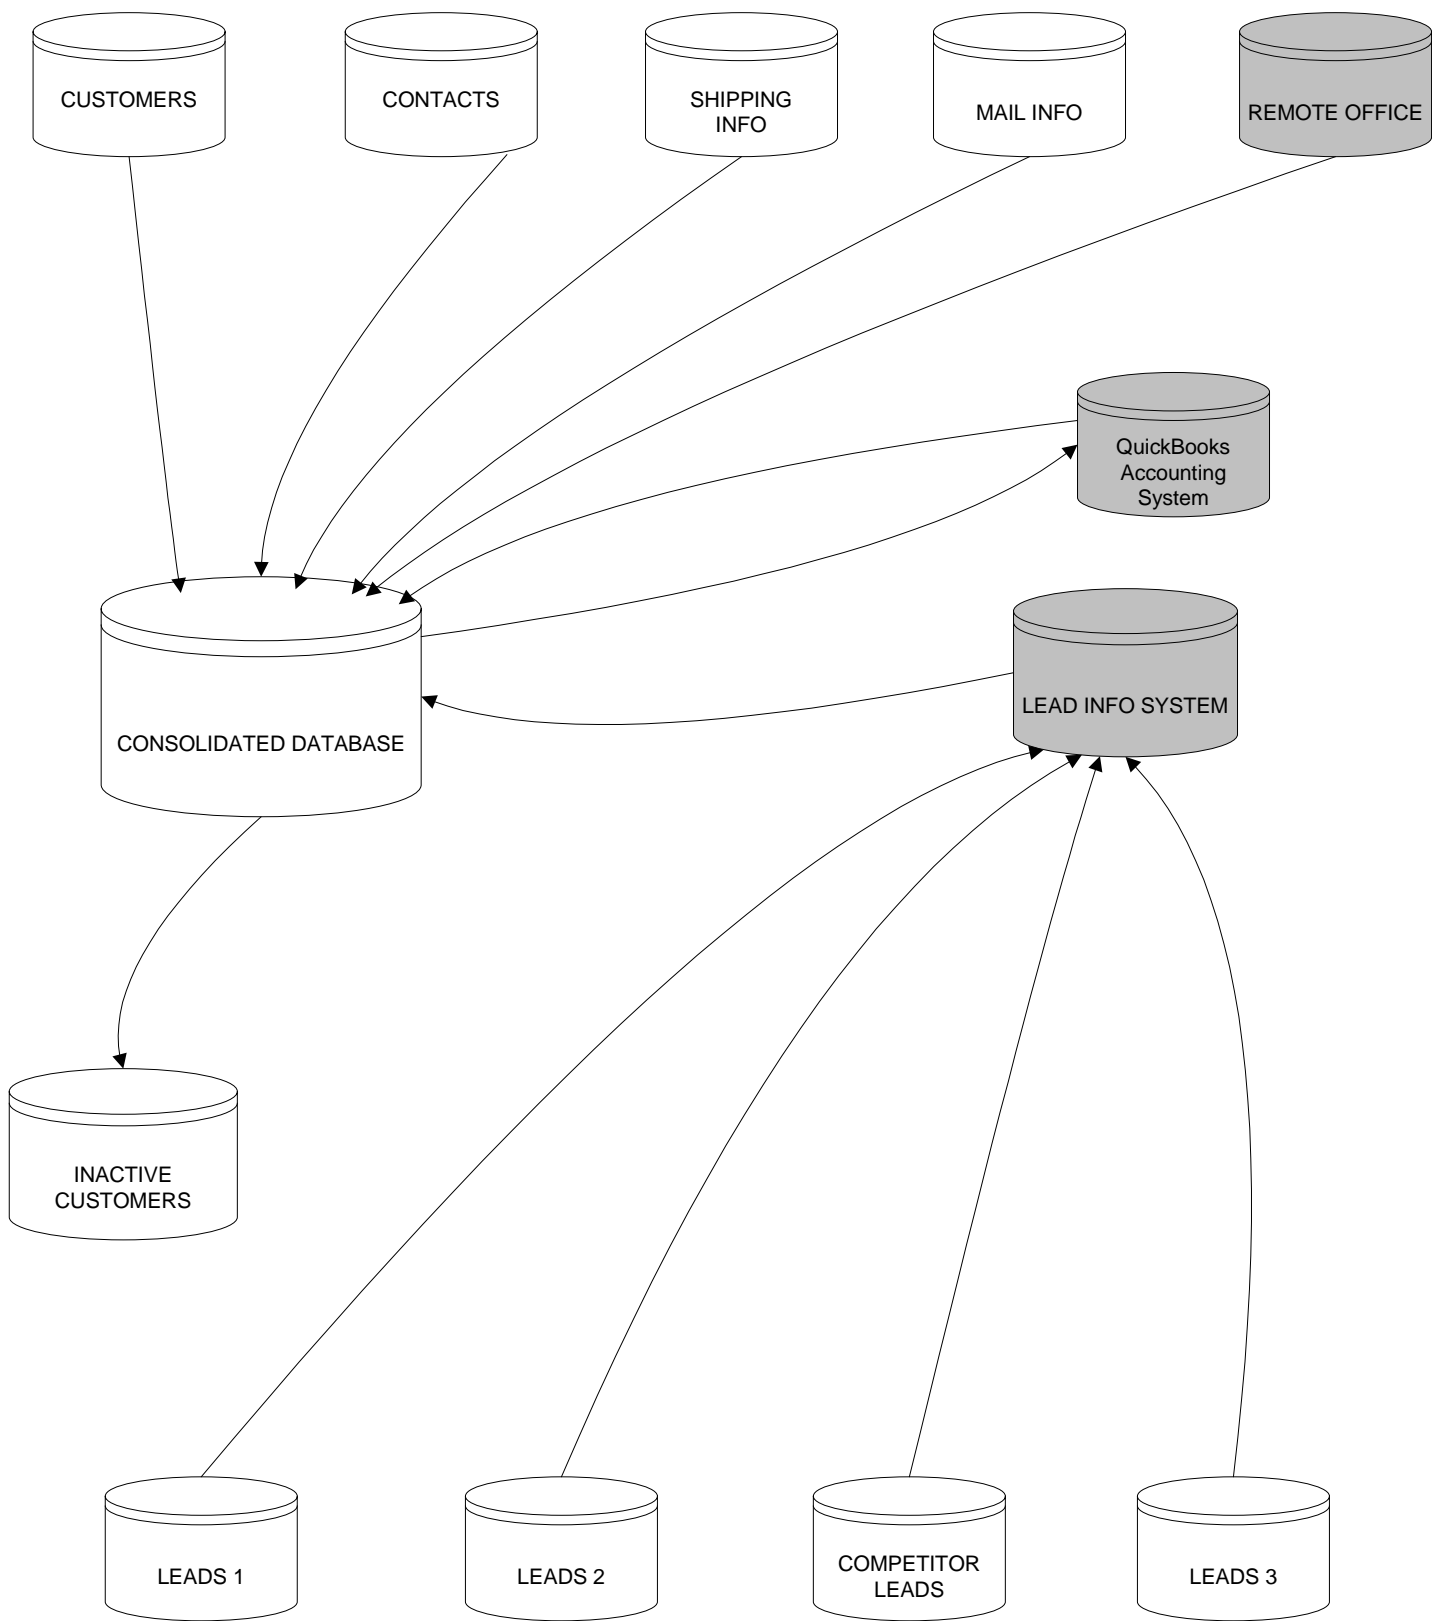 CUSTOMERS
CONTACTS
SHIPPING
INFO
MAIL INFO
REMOTE OFFICE
QuickBooks
Accounting
System
LEAD INFO SYSTEM
CONSOLIDATED DATABASE
INACTIVE
CUSTOMERS
LEADS 1
LEADS 2
COMPETITOR
LEADS
LEADS 3